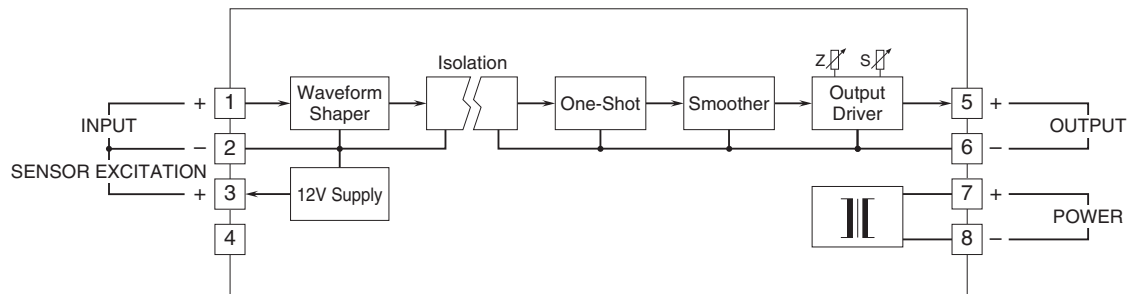 Isolation
Z S
Waveform
Shaper
One-Shot
Smoother
Output
Driver
+ 1
INPUT
− 2
SENSOR EXCITATION
+ 3
12V Supply
4
5 +
OUTPUT
6 −
7 +
POWER
8 −